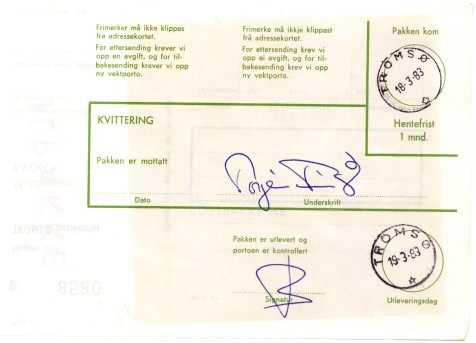 Frimerker må ikke klippes
fra adressekortet.
For ettersending krever vi
opp en avgift, og for til-
bakesending krever vi opp
ny vektporto.
Frimerker må ikkje klippast
frå adressekortet.
For ettersending krev vi
opp ei avgift, og for til-
bakesending krev vi opp
ny vektporto.
Pakken kom
TROMSØ
18-3-83
Hentefrist
1 mnd.
KVITTERING
Pakken er mottatt
Dato
Underskrift
Pakken er utlevert og
portoen er kontrollert
Signatur
TROMSØ
19-3-83
Utleveringsdag